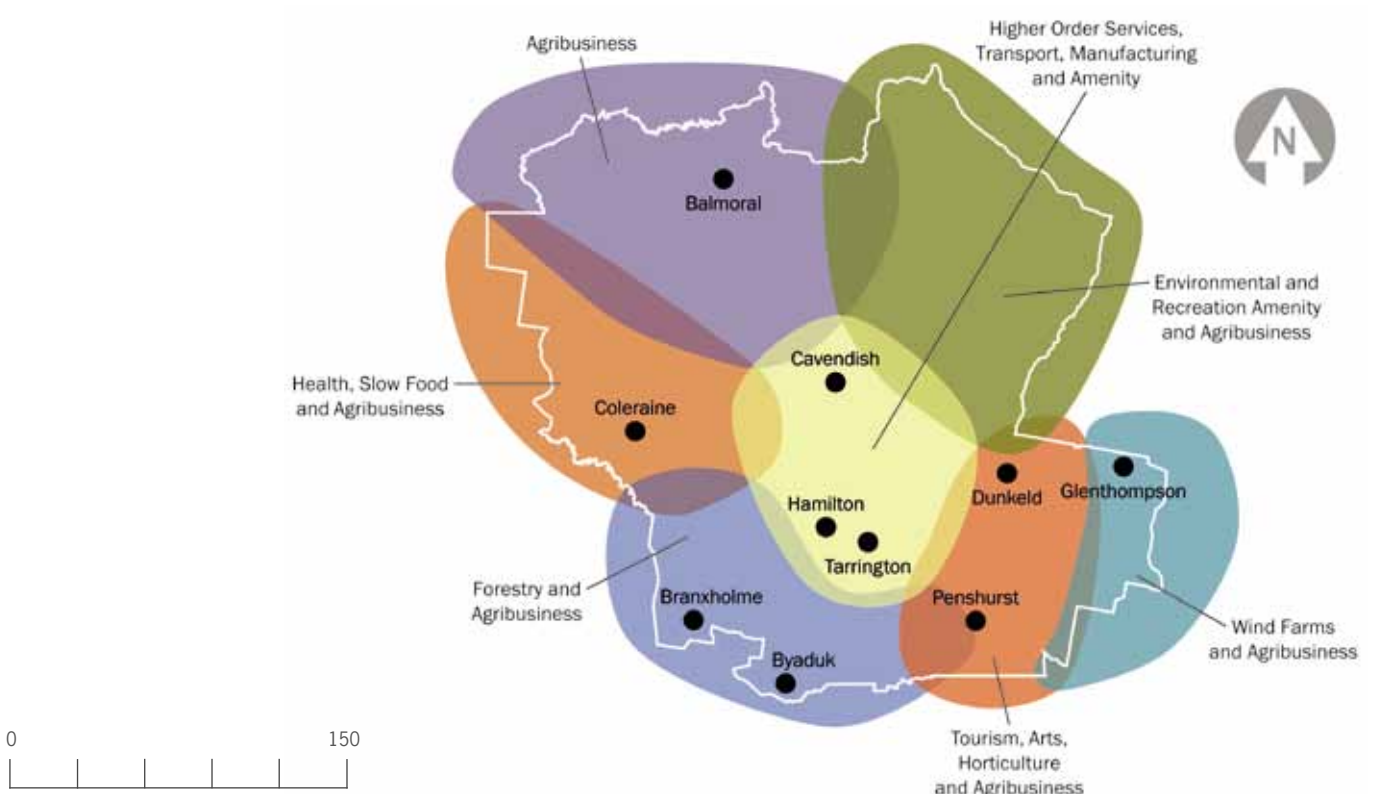 Higher Order Services,
Transport, Manufacturing
and Amenity
Agribusiness
N
Balmoral
Environmental and
Recreation Amenity
and Agribusiness
Cavendish
Health, Slow Food
and Agribusiness
Coleraine
Hamilton
Dunkeld
Glenthompson
Tarrington
Forestry and
Agribusiness
Branxholme
Penshurst
Wind Farms
and Agribusiness
Byaduk
0
150
Tourism, Arts,
Horticulture
and Agribusiness